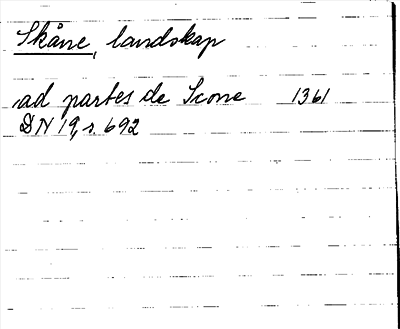 Skåne, landskap
ad partes de Scone 1361
DN 19, s. 692